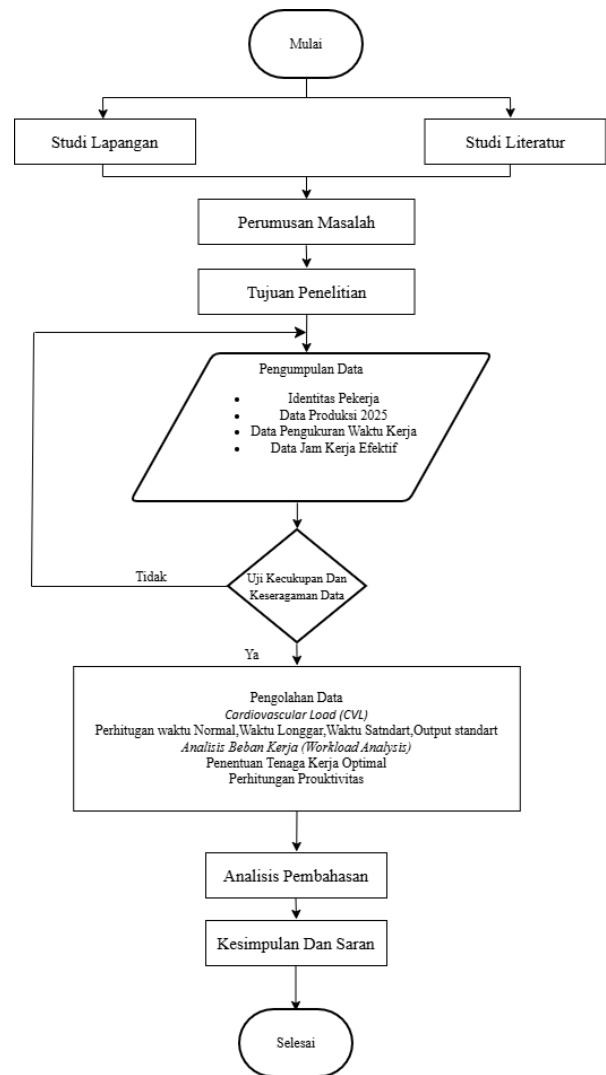 Mulai
Studi Lapangan
Studi Literatur
Perumusan Masalah
Tujuan Penelitian
Pengumpulan Data
• Identitas Pekerja
• Data Produksi 2025
• Data Pengukuran Waktu Kerja
• Data Jam Kerja Efektif
Uji Kecukupan Dan
Keseragaman Data
Tidak
Ya
Pengolahan Data
Cardiovascular Load (CVL)
Perhitugan waktu Normal,Waktu Longgar,Waktu Satndart,Output standart
Analisis Beban Kerja (Workload Analysis)
Penentuan Tenaga Kerja Optimal
Perhitungan Prouktivitas
Analisis Pembahasan
Kesimpulan Dan Saran
Selesai